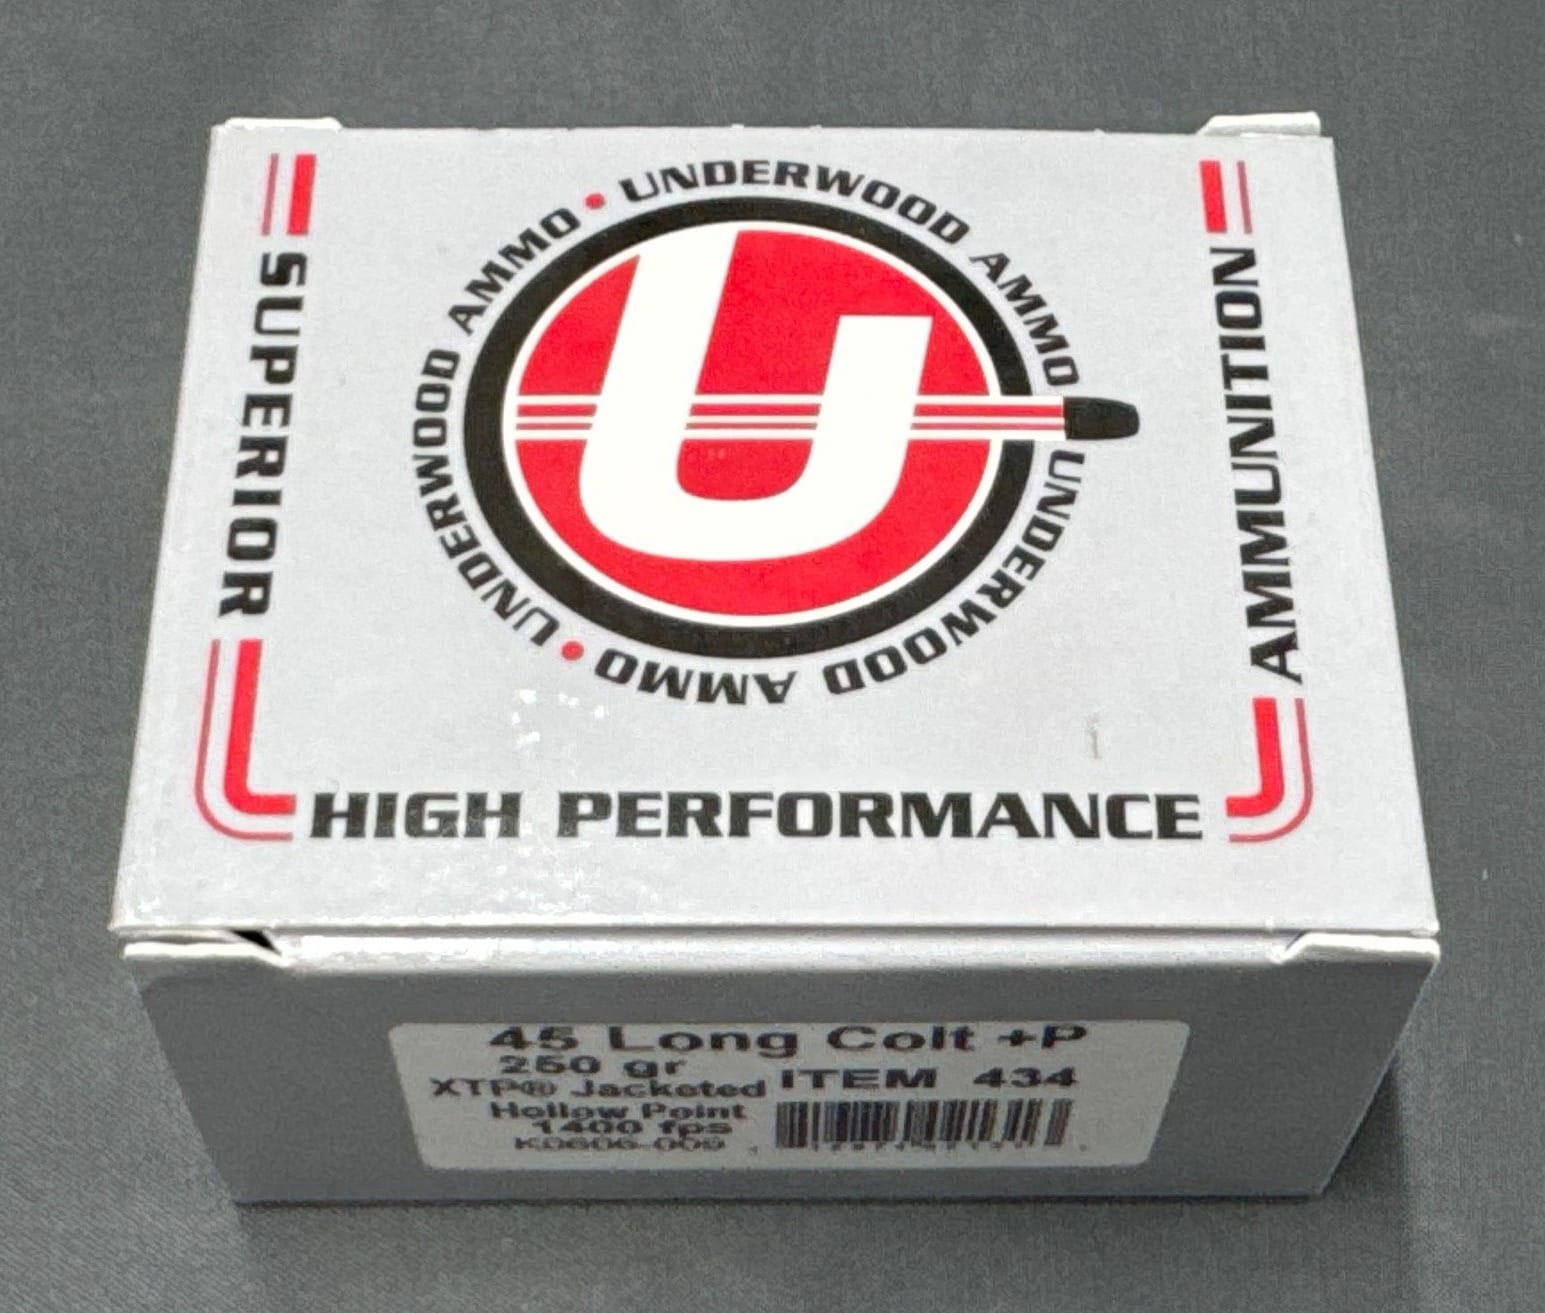 UNDERWOOD AMMO • UNDERWOOD AMMO
UNDERWOOD AMMO • UNDERWOOD AMMO
SUPERIOR
HIGH PERFORMANCE
AMMUNITION
45 Long Colt +P
250 gr
XTP® Jacketed
Hollow Point
1400 fps
ITEM 434